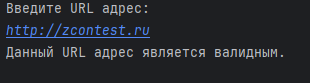 Введите URL адрес:
http://zcontest.ru
Данный URL адрес является валидным.